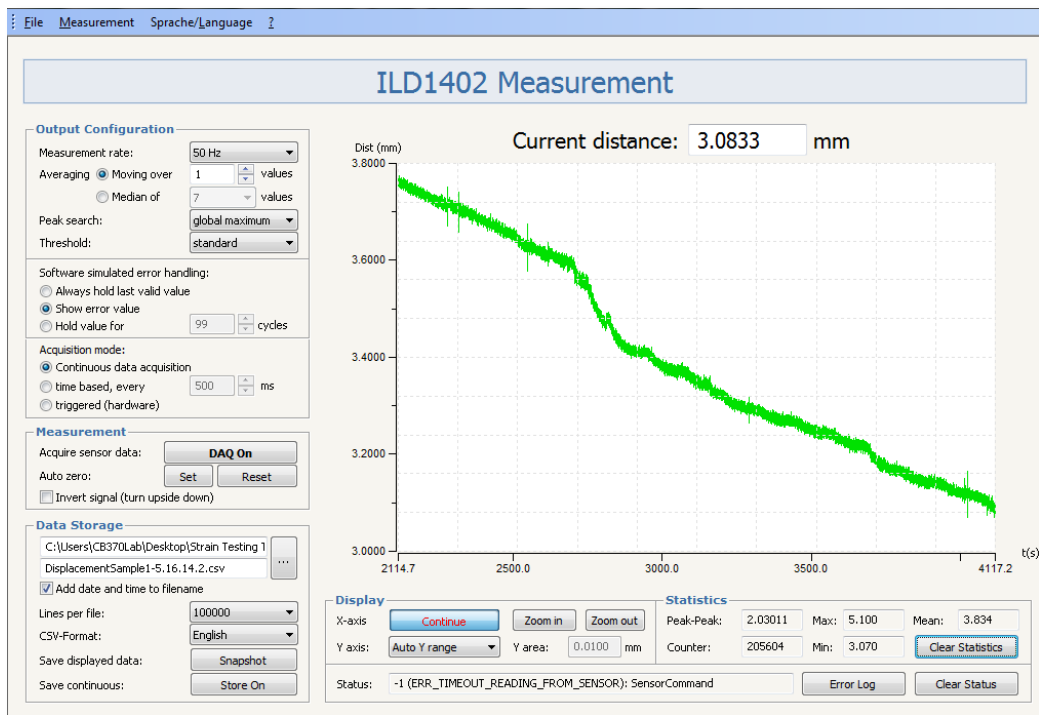 File Measurement Sprache/Language ?
ILD1402 Measurement
Output Configuration
Measurement rate: 50 Hz
Averaging Moving over 1 values
Median of 7 values
Peak search: global maximum
Threshold: standard
Software simulated error handling:
Always hold last valid value
Show error value
Hold value for 99 cycles
Acquisition mode:
Continuous data acquisition
time based, every 500 ms
triggered (hardware)
Measurement
Acquire sensor data: DAQ On
Auto zero: Set Reset
Invert signal (turn upside down)
Data Storage
C:\Users\CB370Lab\Desktop\Strain Testing 1
DisplacementSample1-5.16.14.2.csv
...
Add date and time to filename
Lines per file: 100000
CSV-Format: English
Save displayed data: Snapshot
Save continuous: Store On
Current distance: 3.0833 mm
Dist (mm)
3.8000
3.6000
3.4000
3.2000
3.0000
2114.7 2500.0 3000.0 3500.0 4117.2
t(s)
Display
X-axis Continue Zoom in Zoom out
Y axis: Auto Y range Y area: 0.0100 mm
Statistics
Peak-Peak: 2.03011 Max: 5.100 Mean: 3.834
Counter: 205604 Min: 3.070 Clear Statistics
Status: -1 (ERR_TIMEOUT_READING_FROM_SENSOR): SensorCommand Error Log Clear Status